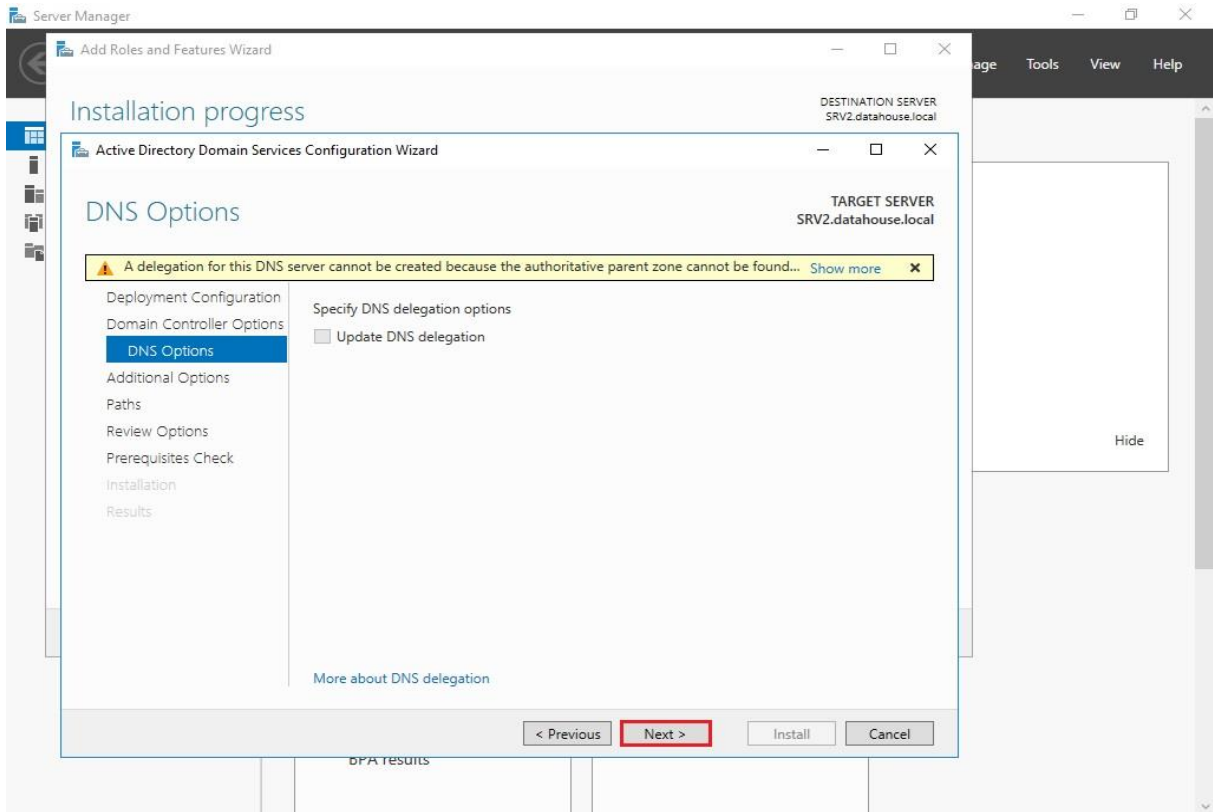 Server Manager
Add Roles and Features Wizard
age Tools View Help
Installation progress
DESTINATION SERVER
SRV2.datahouse.local
Active Directory Domain Services Configuration Wizard
DNS Options
TARGET SERVER
SRV2.datahouse.local
A delegation for this DNS server cannot be created because the authoritative parent zone cannot be found... Show more
Deployment Configuration
Domain Controller Options
DNS Options
Additional Options
Paths
Review Options
Prerequisites Check
Installation
Results
Specify DNS delegation options
Update DNS delegation
More about DNS delegation
Hide
< Previous Next > Install Cancel
BPA results